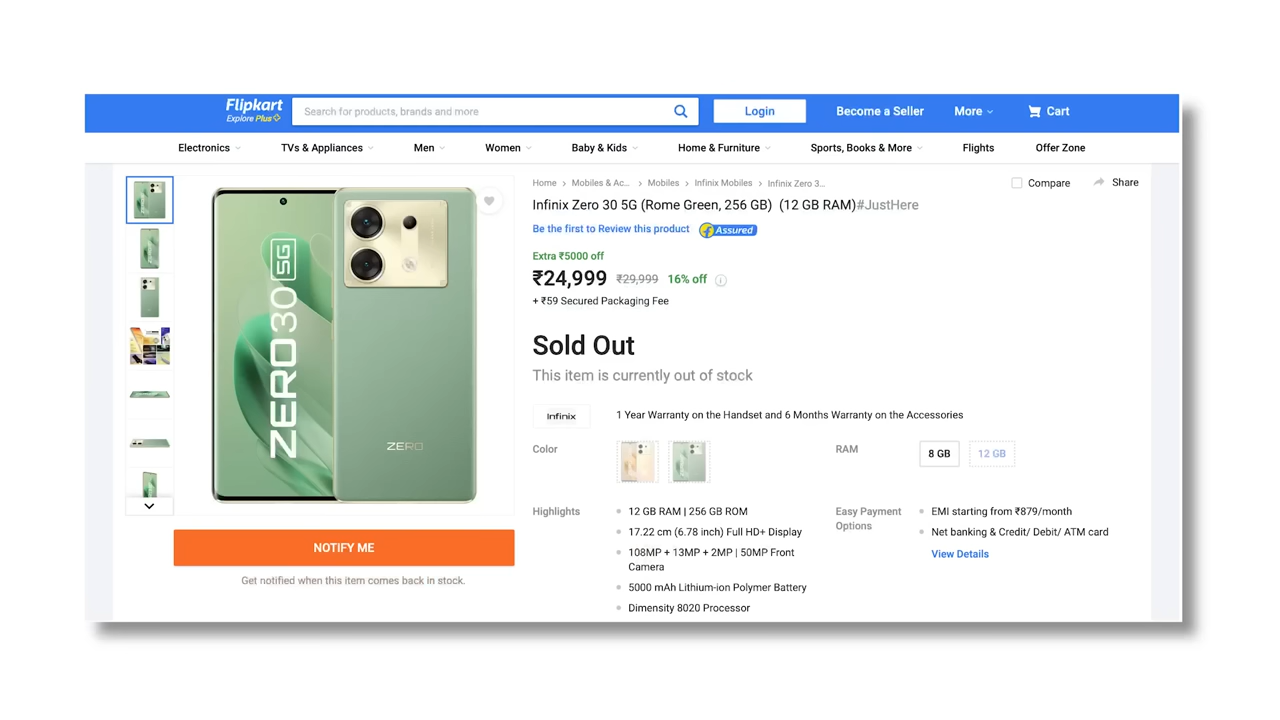 Flipkart
Explore Plus
Search for products, brands and more
Login
Become a Seller
More
Cart
Electronics
TVs & Appliances
Men
Women
Baby & Kids
Home & Furniture
Sports, Books & More
Flights
Offer Zone
Home > Mobiles & Ac... > Mobiles > Infinix Mobiles > Infinix Zero 3...
Compare
Share
Infinix Zero 30 5G (Rome Green, 256 GB) (12 GB RAM)#JustHere
Be the first to Review this product
f Assured
Extra ₹5000 off
₹24,999 ₹29,999 16% off i
+ ₹59 Secured Packaging Fee
Sold Out
This item is currently out of stock
Infinix
1 Year Warranty on the Handset and 6 Months Warranty on the Accessories
Color
RAM
8 GB
12 GB
Highlights
12 GB RAM | 256 GB ROM
17.22 cm (6.78 inch) Full HD+ Display
108MP + 13MP + 2MP | 50MP Front
Camera
5000 mAh Lithium-ion Polymer Battery
Dimensity 8020 Processor
Easy Payment
Options
EMI starting from ₹879/month
Net banking & Credit/ Debit/ ATM card
View Details
ZERO 30 5G
ZERO
NOTIFY ME
Get notified when this item comes back in stock.